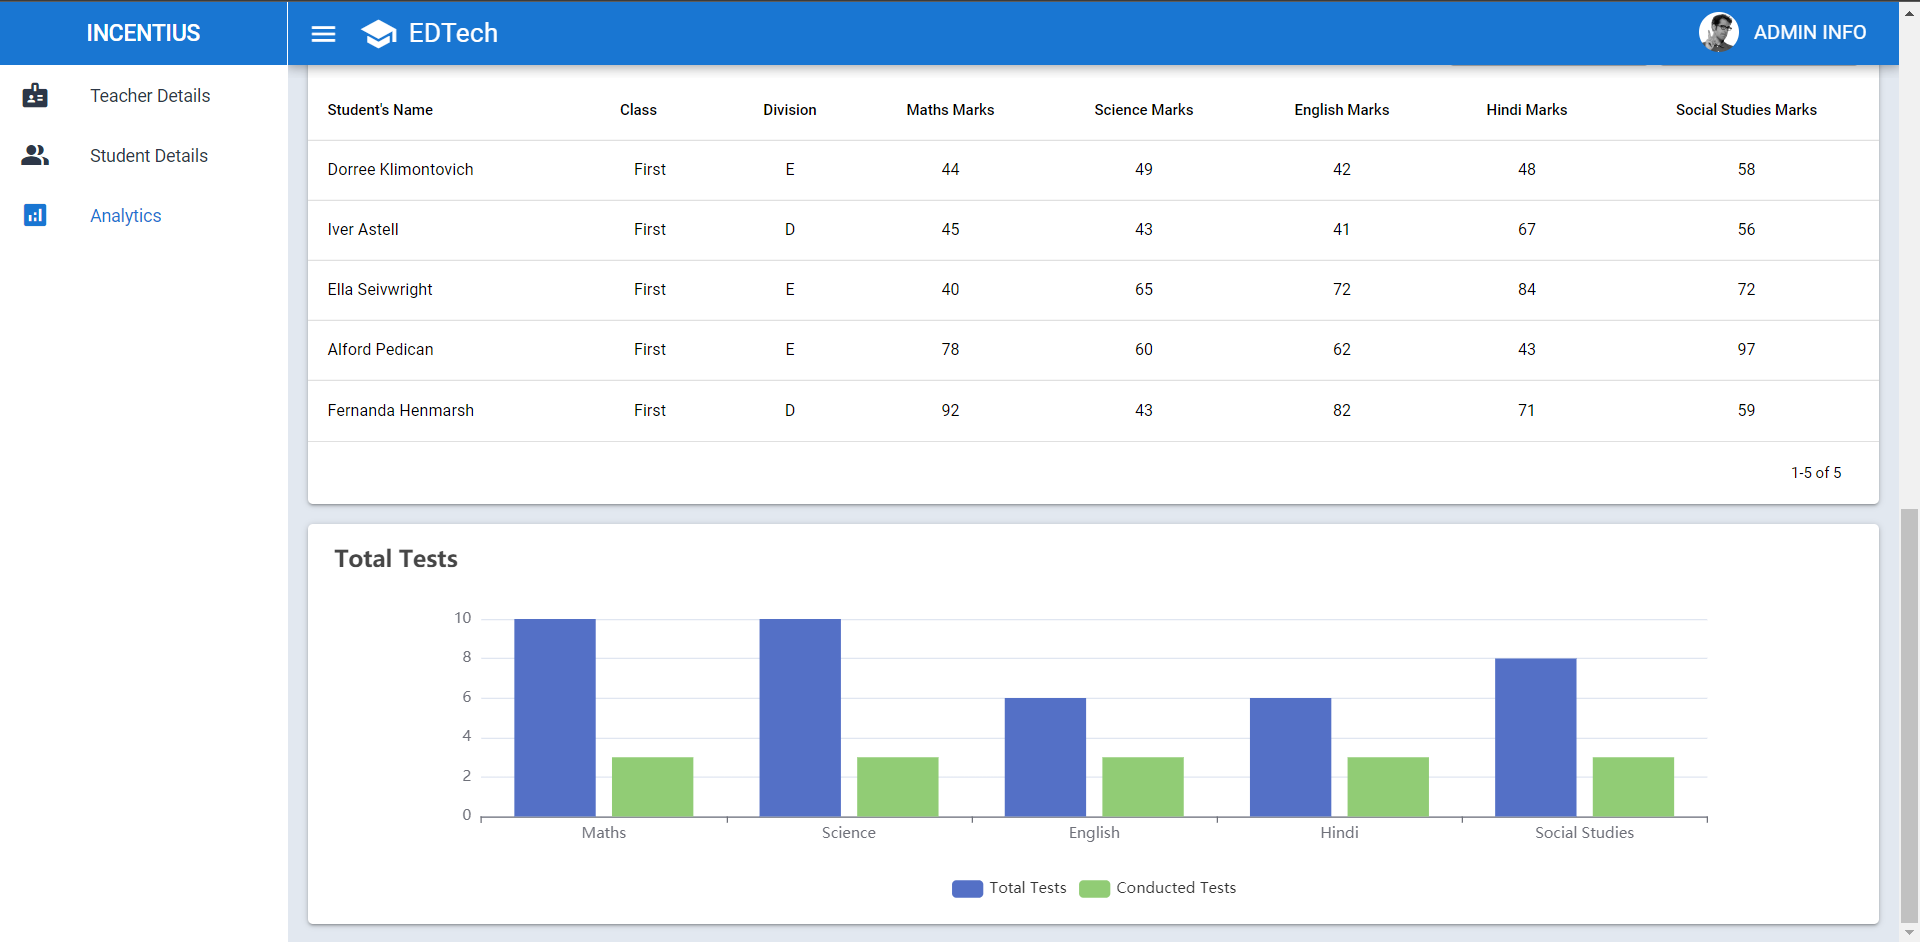 INCENTIUS
EDTech
ADMIN INFO
Teacher Details
Student Details
Analytics
Student's Name Class Division Maths Marks Science Marks English Marks Hindi Marks Social Studies Marks
Dorree Klimontovich First E 44 49 42 48 58
Iver Astell First D 45 43 41 67 56
Ella Seivwright First E 40 65 72 84 72
Alford Pedican First E 78 60 62 43 97
Fernanda Henmarsh First D 92 43 82 71 59
1-5 of 5
Total Tests
10
8
6
4
2
0
Maths Science English Hindi Social Studies
Total Tests Conducted Tests